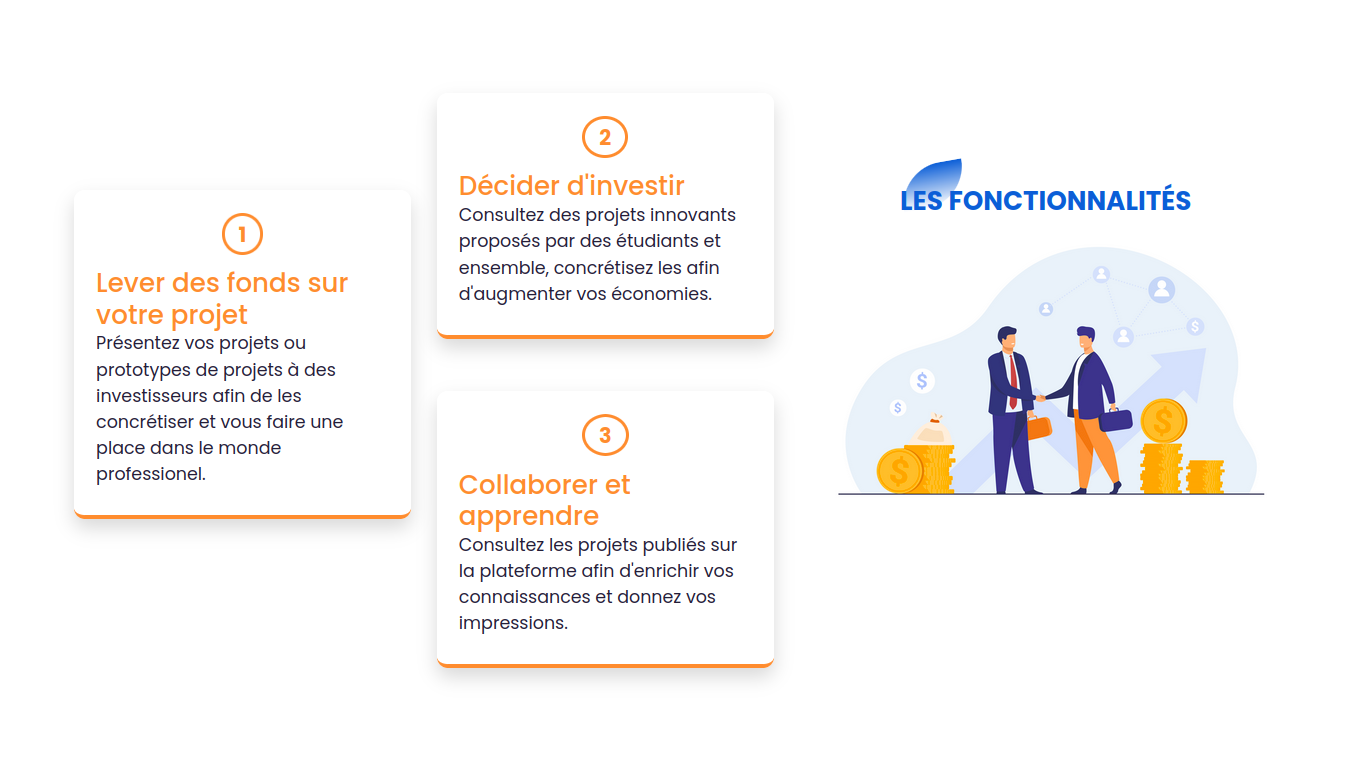 1
Lever des fonds sur
votre projet
Présentez vos projets ou
prototypes de projets à des
investisseurs afin de les
concrétiser et vous faire une
place dans le monde
professionel.
2
Décider d'investir
Consultez des projets innovants
proposés par des étudiants et
ensemble, concrétisez les afin
d'augmenter vos économies.
3
Collaborer et
apprendre
Consultez les projets publiés sur
la plateforme afin d'enrichir vos
connaissances et donnez vos
impressions.
LES FONCTIONNALITÉS
$
$
$
$
$